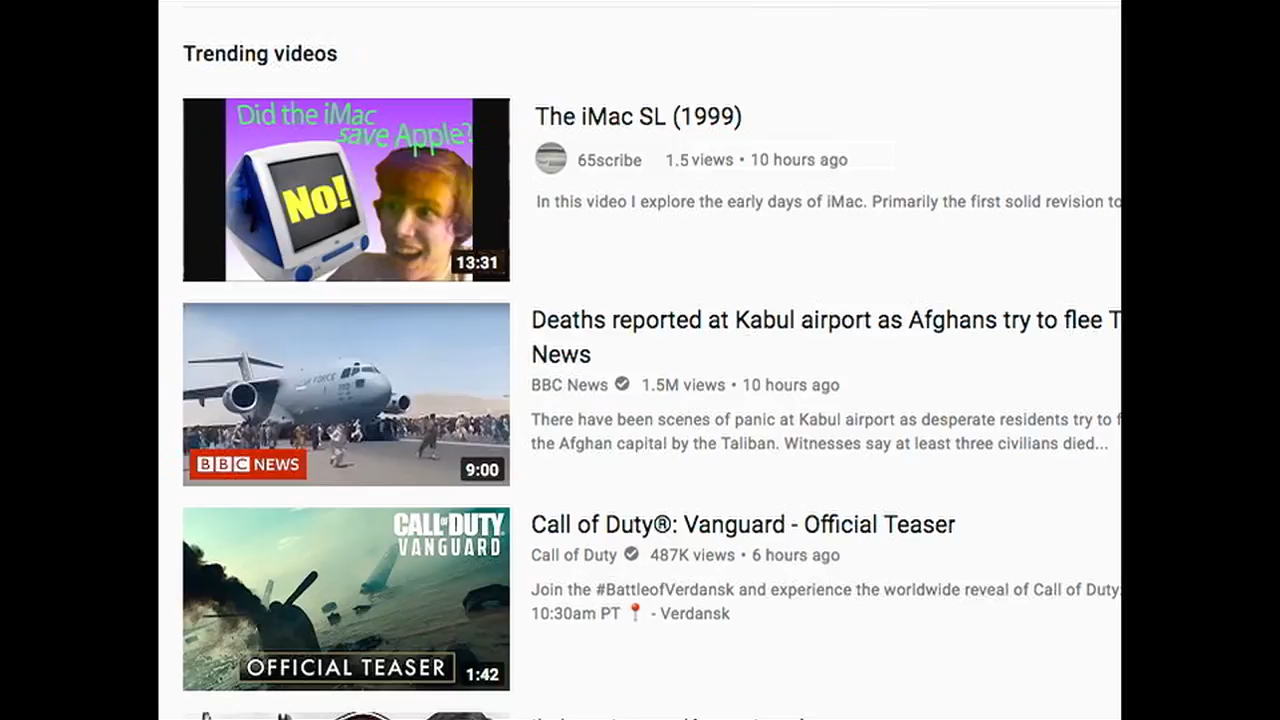 Trending videos
Did the iMac
save Apple?
No!
13:31
The iMac SL (1999)
65scribe 1.5 views • 10 hours ago
In this video I explore the early days of iMac. Primarily the first solid revision to
BBC NEWS
9:00
Deaths reported at Kabul airport as Afghans try to flee T
News
BBC News 1.5M views • 10 hours ago
There have been scenes of panic at Kabul airport as desperate residents try to f
the Afghan capital by the Taliban. Witnesses say at least three civilians died...
CALL OF DUTY
VANGUARD
OFFICIAL TEASER
1:42
Call of Duty®: Vanguard - Official Teaser
Call of Duty 487K views • 6 hours ago
Join the #BattleofVerdansk and experience the worldwide reveal of Call of Duty:
10:30am PT 📍 - Verdansk